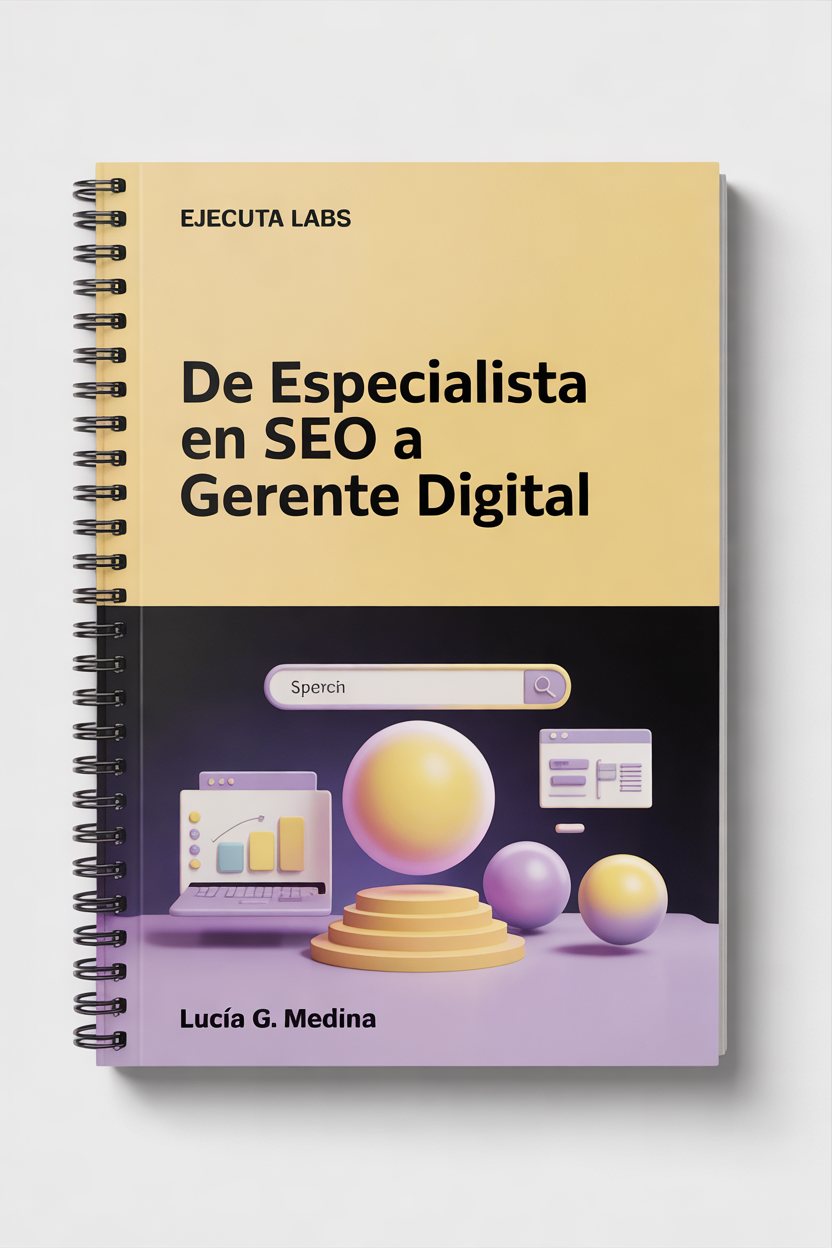 EJECUTA LABS
De Especialista
en SEO a
Gerente Digital
Sperch
Lucía G. Medina